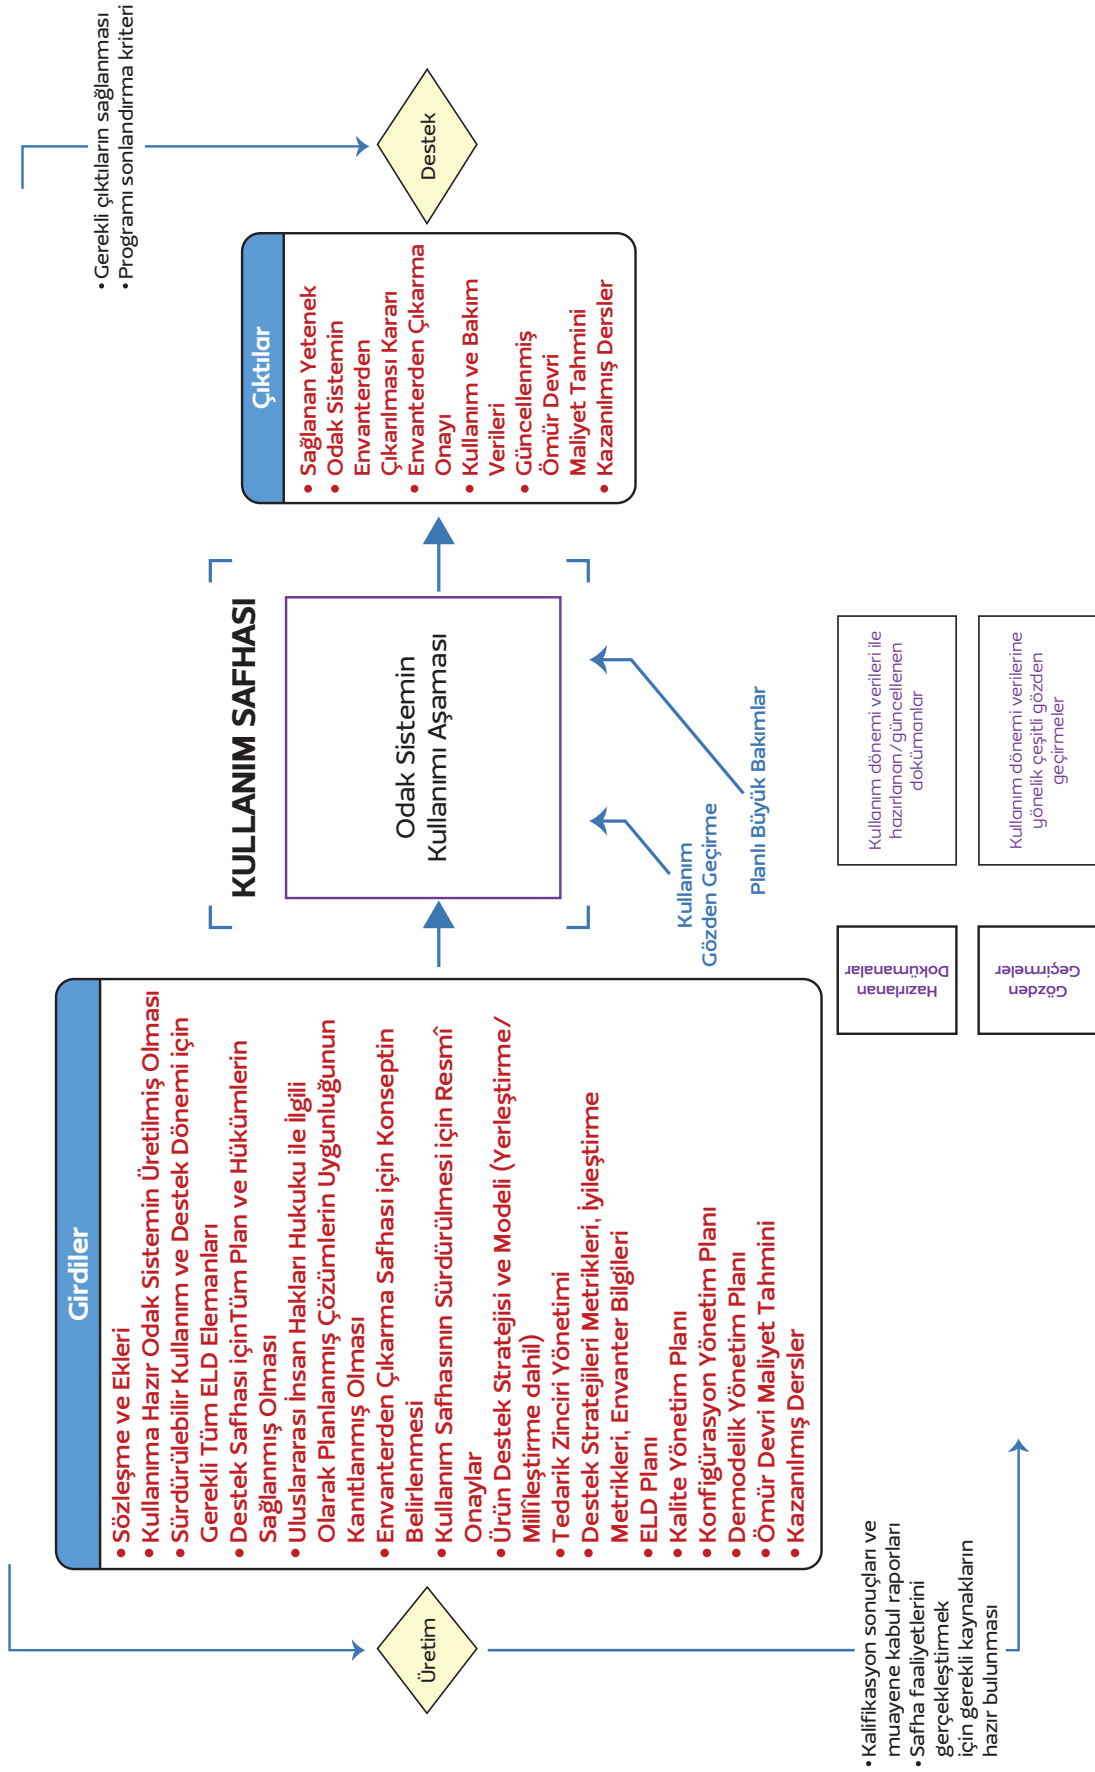 Girdiler
• Sözleşme ve Ekleri
• Kullanıma Hazır Odak Sistemin Üretilmiş Olması
• Sürdürülebilir Kullanım ve Destek Dönemi için
Gerekli Tüm ELD Elemanları
• Destek Safhası içinTüm Plan ve Hükümlerin
Sağlanmış Olması
• Uluslararası İnsan Hakları Hukuku ile İlgili
Olarak Planlanmış Çözümlerin Uygunluğunun
Kanıtlanmış Olması
• Envanterden Çıkarma Safhası için Konseptin
Belirlenmesi
• Kullanım Safhasının Sürdürülmesi için Resmî
Onaylar
• Ürün Destek Stratejisi ve Modeli (Yerleştirme/
Millîleştirme dahil)
• Tedarik Zinciri Yönetimi
• Destek Stratejileri Metrikleri, İyileştirme
Metrikleri, Envanter Bilgileri
• ELD Planı
• Kalite Yönetim Planı
• Konfigürasyon Yönetim Planı
• Demodelik Yönetim Planı
• Ömür Devri Maliyet Tahmini
• Kazanılmış Dersler
Üretim
• Kalifikasyon sonuçları ve
muayene kabul raporları
• Safha faaliyetlerini
gerçekleştirmek
için gerekli kaynakların
hazır bulunması
KULLANIM SAFHASI
Odak Sistemin
Kullanımı Aşaması
Kullanım
Gözden Geçirme
Planlı Büyük Bakımlar
Çıktılar
• Sağlanan Yetenek
• Odak Sistemin
Envanterden
Çıkarılması Kararı
• Envanterden Çıkarma
Onayı
• Kullanım ve Bakım
Verileri
• Güncellenmiş
Ömür Devri
Maliyet Tahmini
• Kazanılmış Dersler
Destek
• Gerekli çıktıların sağlanması
• Programı sonlandırma kriteri
Hazırlanan
Dokümanalar
Kullanım dönemi verileri ile
hazırlanan/güncellenen
dokümanlar
Gözden
Geçirmeler
Kullanım dönemi verilerine
yönelik çeşitli gözden
geçirmeler